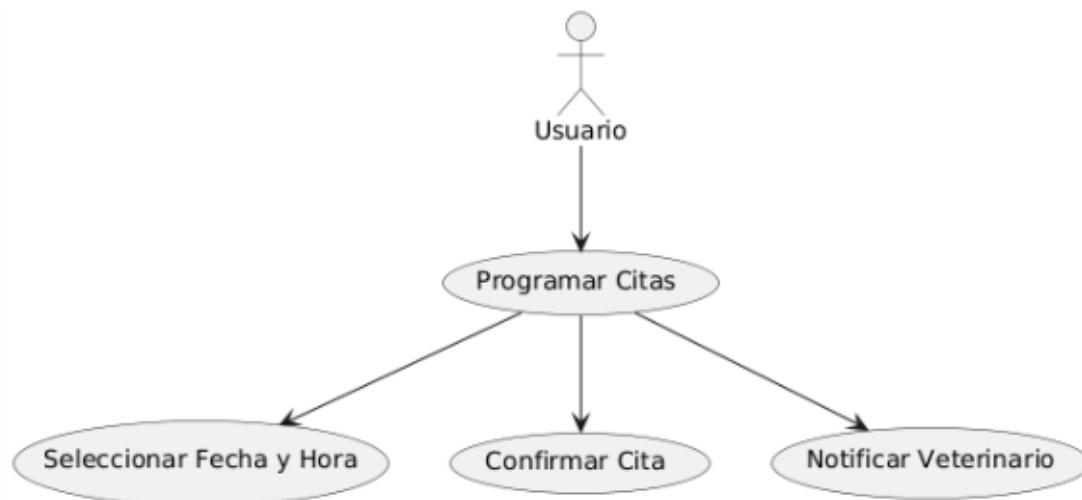 Usuario
Programar Citas
Seleccionar Fecha y Hora
Confirmar Cita
Notificar Veterinario